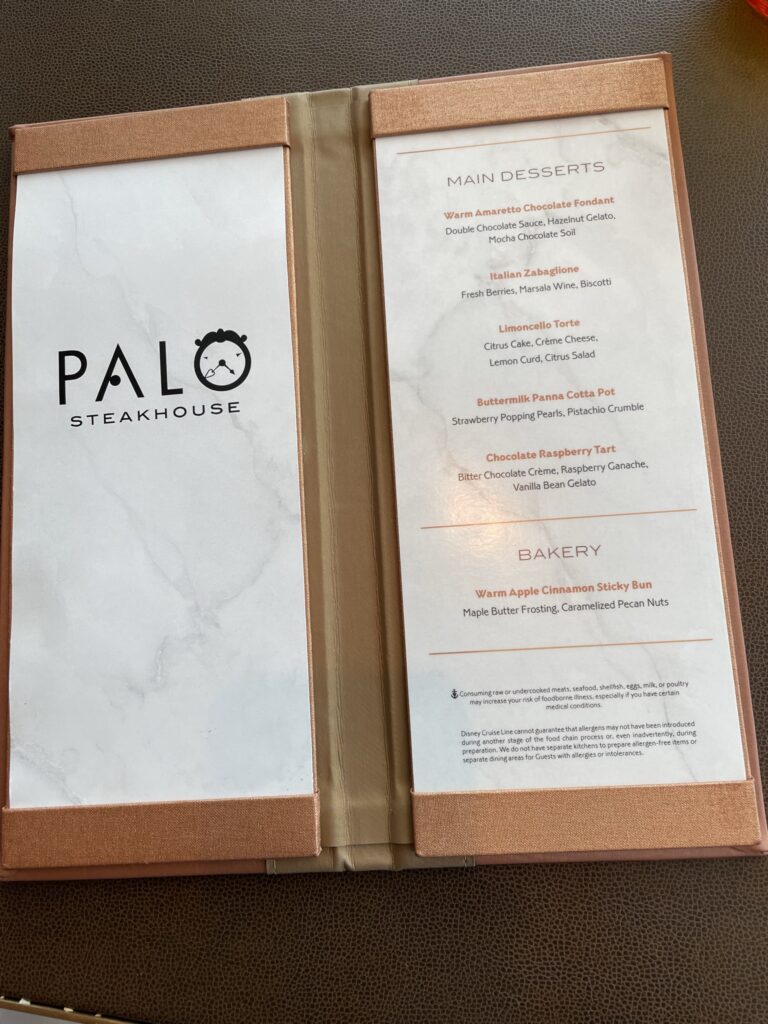 PALO
STEAKHOUSE
MAIN DESSERTS
Warm Amaretto Chocolate Fondant
Double Chocolate Sauce, Hazelnut Gelato,
Mocha Chocolate Soil
Italian Zabaglione
Fresh Berries, Marsala Wine, Biscotti
Limoncello Torte
Citrus Cake, Crème Cheese,
Lemon Curd, Citrus Salad
Buttermilk Panna Cotta Pot
Strawberry Popping Pearls, Pistachio Crumble
Chocolate Raspberry Tart
Bitter Chocolate Crème, Raspberry Ganache,
Vanilla Bean Gelato
BAKERY
Warm Apple Cinnamon Sticky Bun
Maple Butter Frosting, Caramelized Pecan Nuts
Consuming raw or undercooked meats, seafood, shellfish, eggs, milk, or poultry
may increase your risk of foodborne illness, especially if you have certain
medical conditions.
Disney Cruise Line cannot guarantee that allergens may not have been introduced
during another stage of the food chain process or, even inadvertently, during
preparation. We do not have separate kitchens to prepare allergen-free items or
separate dining areas for Guests with allergies or intolerances.